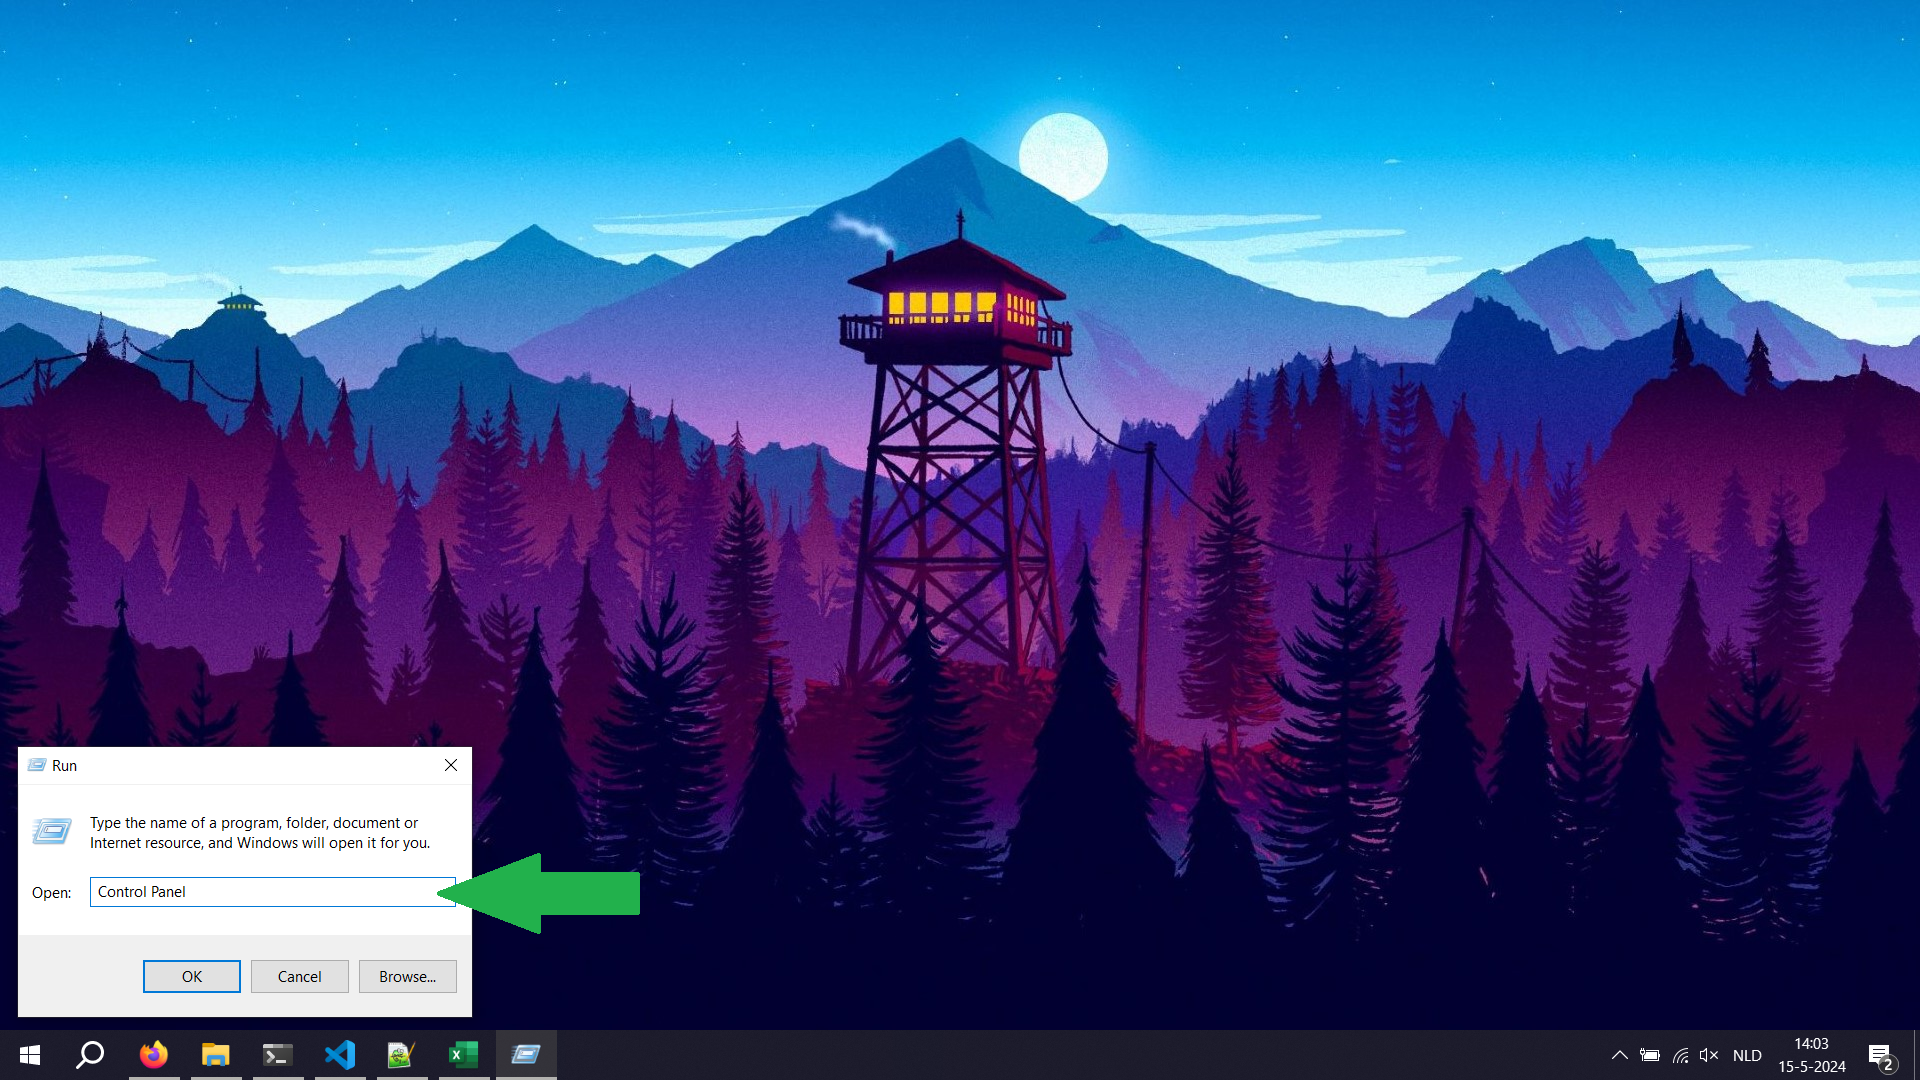 Run
Type the name of a program, folder, document or
Internet resource, and Windows will open it for you.
Open: Control Panel
OK Cancel Browse...
NLD
14:03
15-5-2024
2